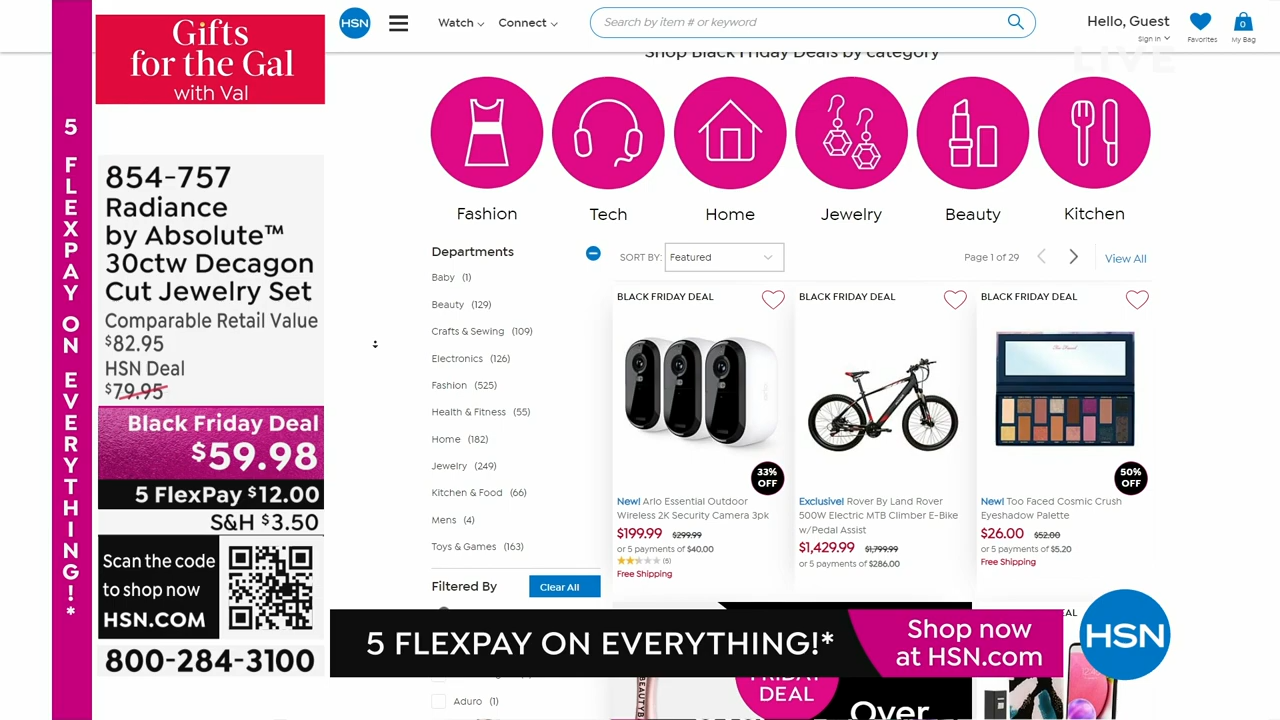 5 FLEXPAY ON EVERYTHING!*
Gifts
for the Gal
with Val
854-757
Radiance
by Absolute™
30ctw Decagon
Cut Jewelry Set
Comparable Retail Value
$82.95
HSN Deal
$79.95
Black Friday Deal
$59.98
5 FlexPay $12.00
S&H $3.50
Scan the code
to shop now
HSN.COM
800-284-3100
HSN
Watch
Connect
Search by item # or keyword
Hello, Guest
Sign In
Favorites
0
My Bag
LIVE
Shop Black Friday Deals by category
Fashion
Tech
Home
Jewelry
Beauty
Kitchen
Departments
Baby (1)
Beauty (129)
Crafts & Sewing (109)
Electronics (126)
Fashion (525)
Health & Fitness (55)
Home (182)
Jewelry (249)
Kitchen & Food (66)
Mens (4)
Toys & Games (163)
Filtered By
Clear All
Aduro (1)
SORT BY: Featured
Page 1 of 29
View All
BLACK FRIDAY DEAL
33%
OFF
New! Arlo Essential Outdoor
Wireless 2K Security Camera 3pk
$199.99 $299.99
or 5 payments of $40.00
(5)
Free Shipping
BLACK FRIDAY DEAL
Exclusive! Rover By Land Rover
500W Electric MTB Climber E-Bike
w/Pedal Assist
$1,429.99 $1,799.99
or 5 payments of $286.00
BLACK FRIDAY DEAL
50%
OFF
New! Too Faced Cosmic Crush
Eyeshadow Palette
$26.00 $52.00
or 5 payments of $5.20
Free Shipping
5 FLEXPAY ON EVERYTHING!*
Shop now
at HSN.com
HSN
FRIDAY
DEAL
Over
DEAL